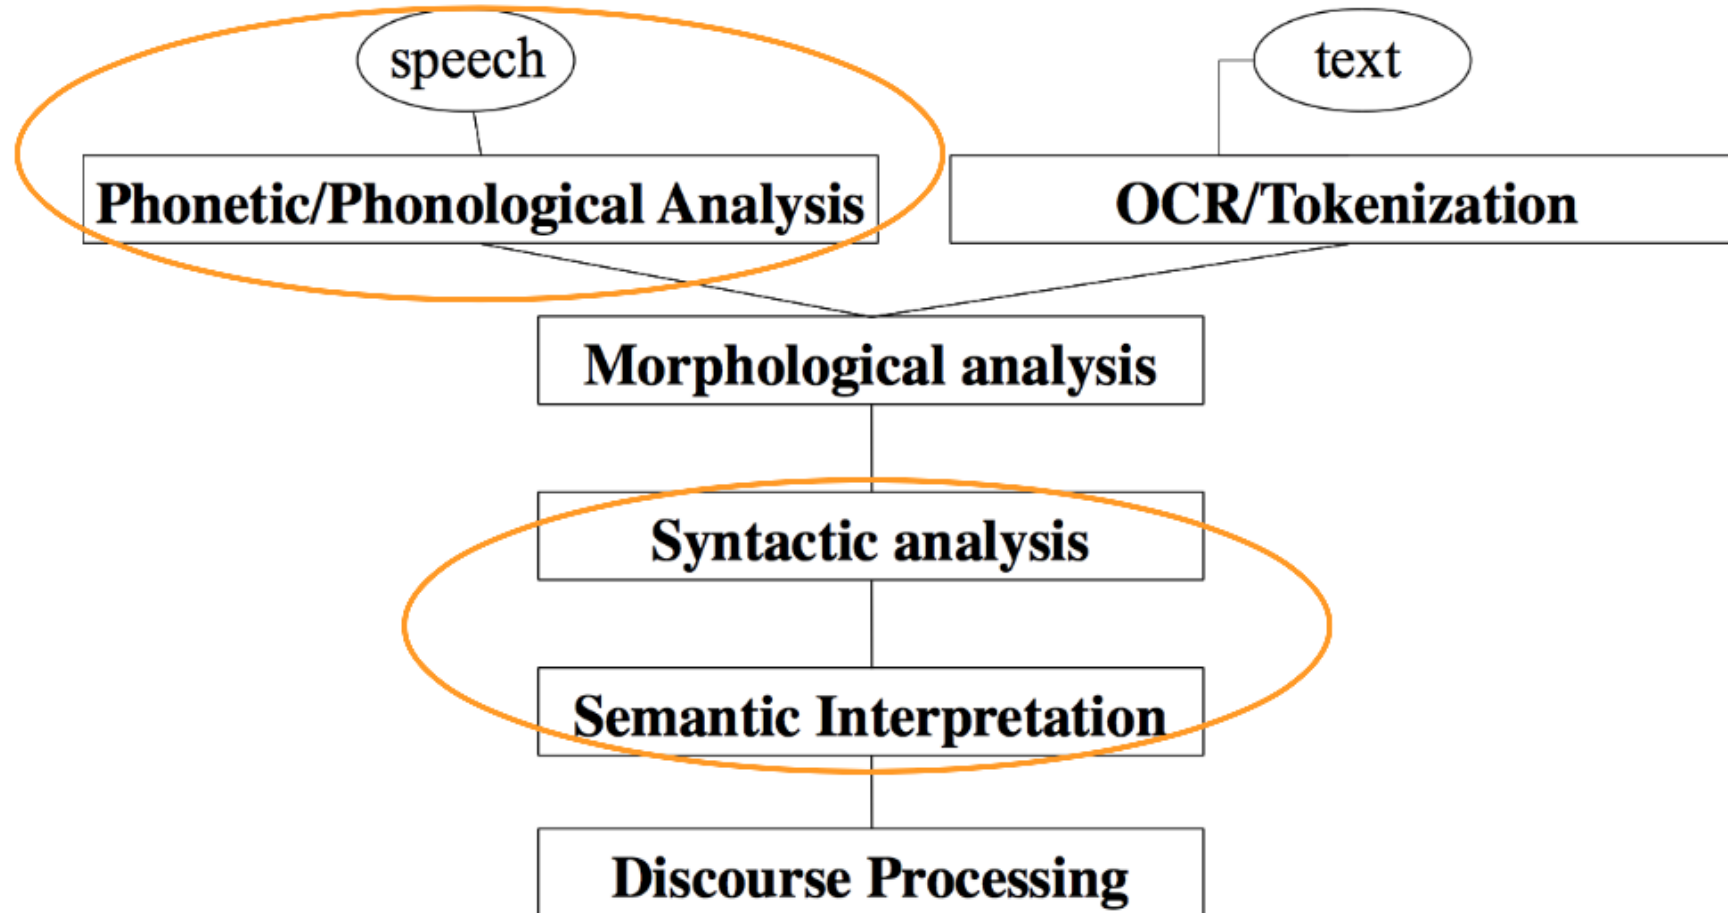 speech
text
Phonetic/Phonological Analysis
OCR/Tokenization
Morphological analysis
Syntactic analysis
Semantic Interpretation
Discourse Processing